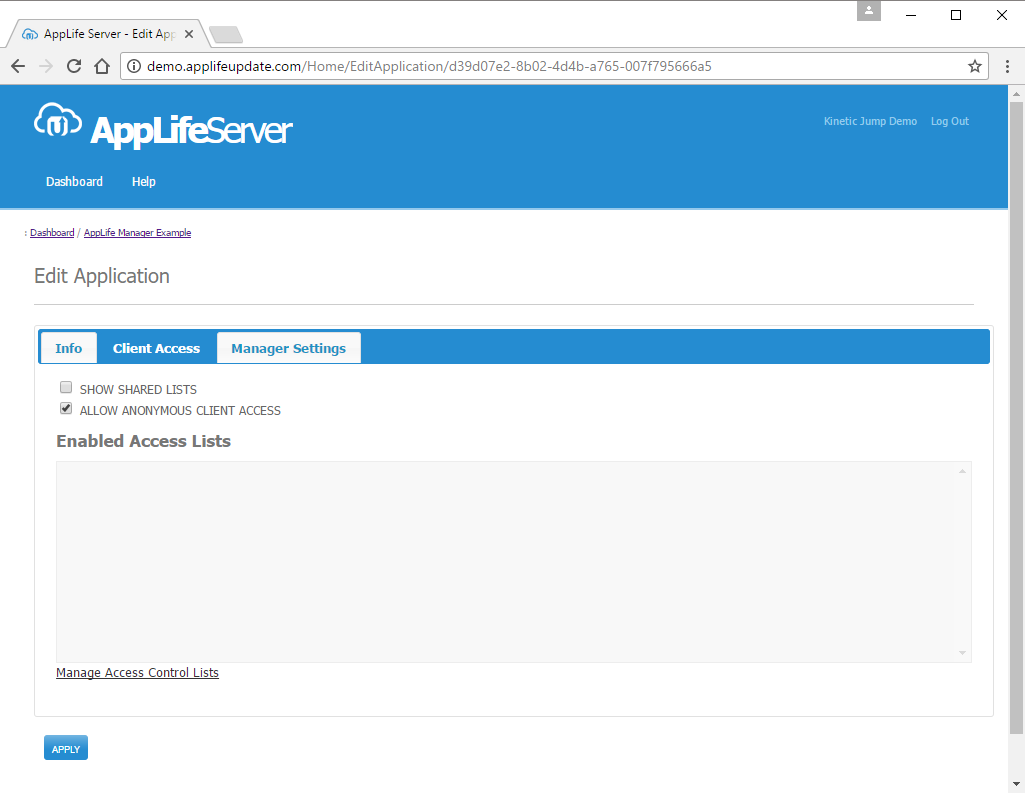 AppLife Server - Edit App
demo.applifeupdate.com/Home/EditApplication/d39d07e2-8b02-4d4b-a765-007f795666a5
AppLifeServer
Kinetic Jump Demo Log Out
Dashboard Help
: Dashboard / AppLife Manager Example
Edit Application
Info Client Access Manager Settings
SHOW SHARED LISTS
ALLOW ANONYMOUS CLIENT ACCESS
Enabled Access Lists
Manage Access Control Lists
APPLY